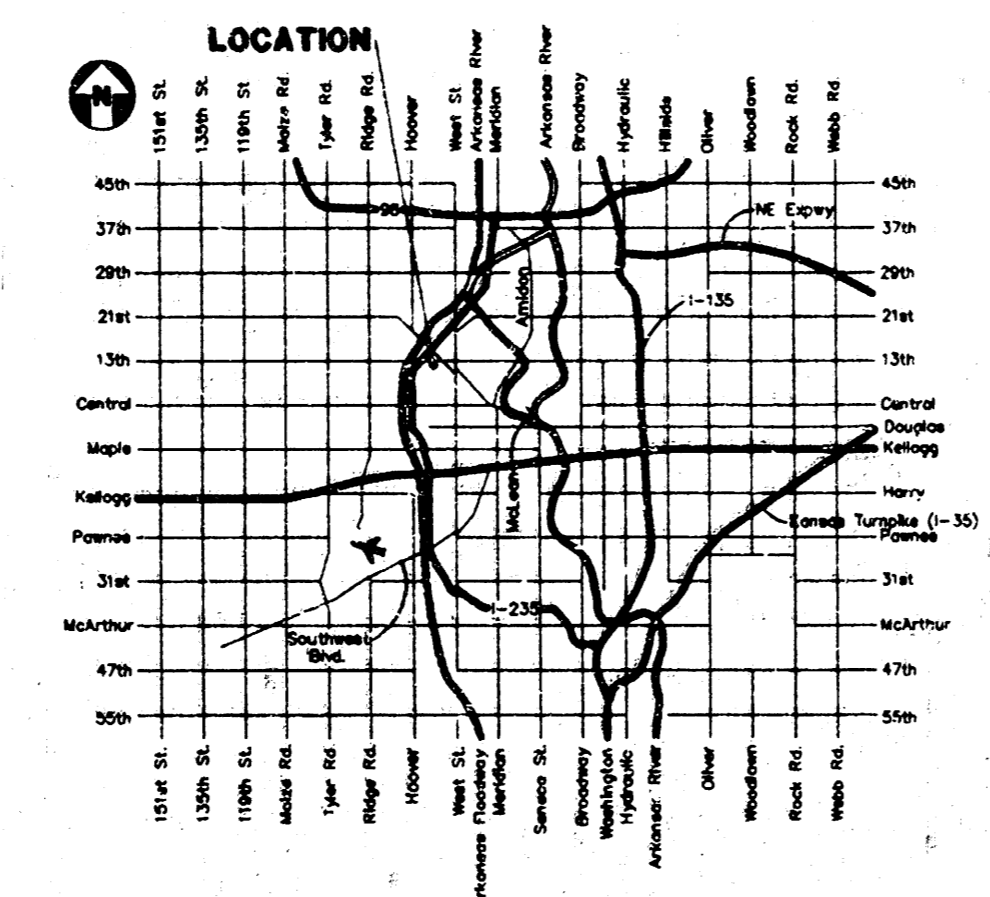 LOCATION
N
151st St.
135th St.
119th St
Maize Rd.
Tyler Rd.
Ridge Rd.
Hoover
West St.
Arkansas River
Meridian
Arkansas River
Broadway
Hydraulic
Hillside
Oliver
Woodlawn
Rock Rd.
Webb Rd.
45th
45th
96
NE Expwy
37th
37th
29th
29th
Amidon
I-135
21st
21st
13th
13th
Central
Central
Douglas
Maple
Kellogg
McLean
Kellogg
Harry
Kansas Turnpike (I-35)
Pawnee
Pawnee
31st
31st
I-235
McArthur
McArthur
Southwest
Blvd.
47th
47th
55th
55th
151st St.
135th St.
119th St.
Maize Rd.
Tyler Rd.
Ridge Rd.
Hoover
West St.
rkansas Floodway
Meridian
Seneca St.
Broadway
Washington
Hydraulic
Arkansas River
Oliver
Woodlawn
Rock Rd.
Webb Rd.